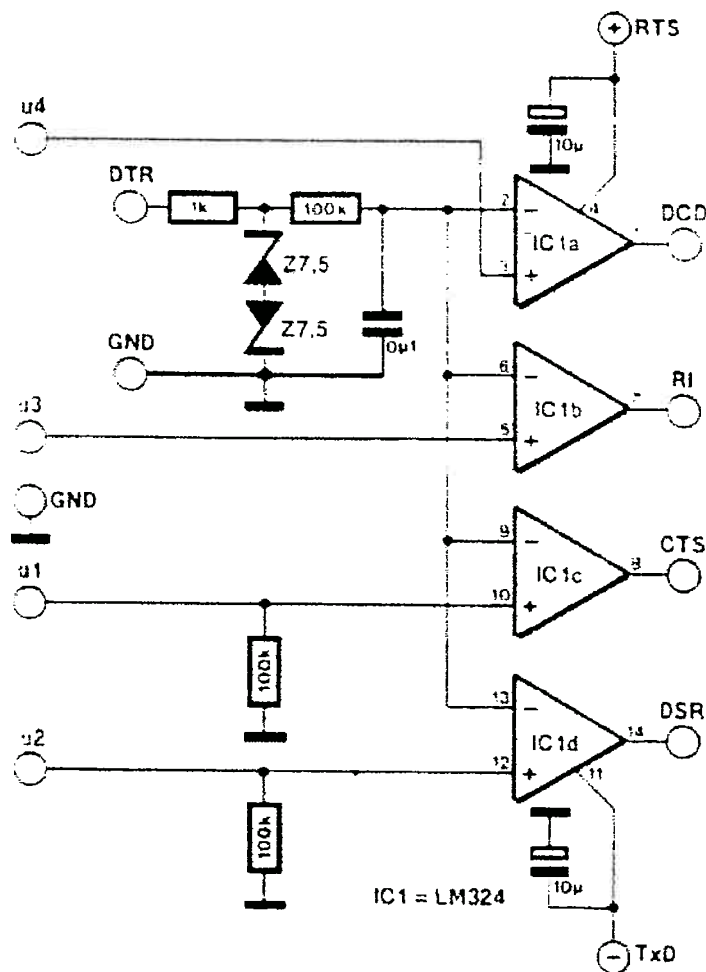 RTS
u4
10µ
DTR
1k
100k
2
4
DCD
IC1a
3
Z7,5
Z7,5
0µ1
GND
6
RI
IC1b
u3
5
GND
9
CTS
8
IC1c
u1
10
100k
13
DSR
14
IC1d
u2
12
11
100k
10µ
IC1 = LM324
TxD